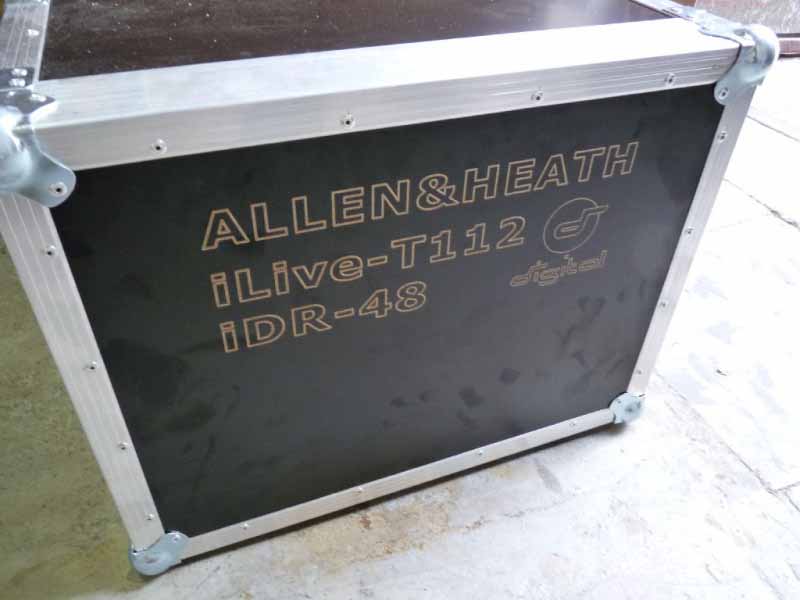 ALLEN&HEATH
iLive-T112
iDR-48
d
digital